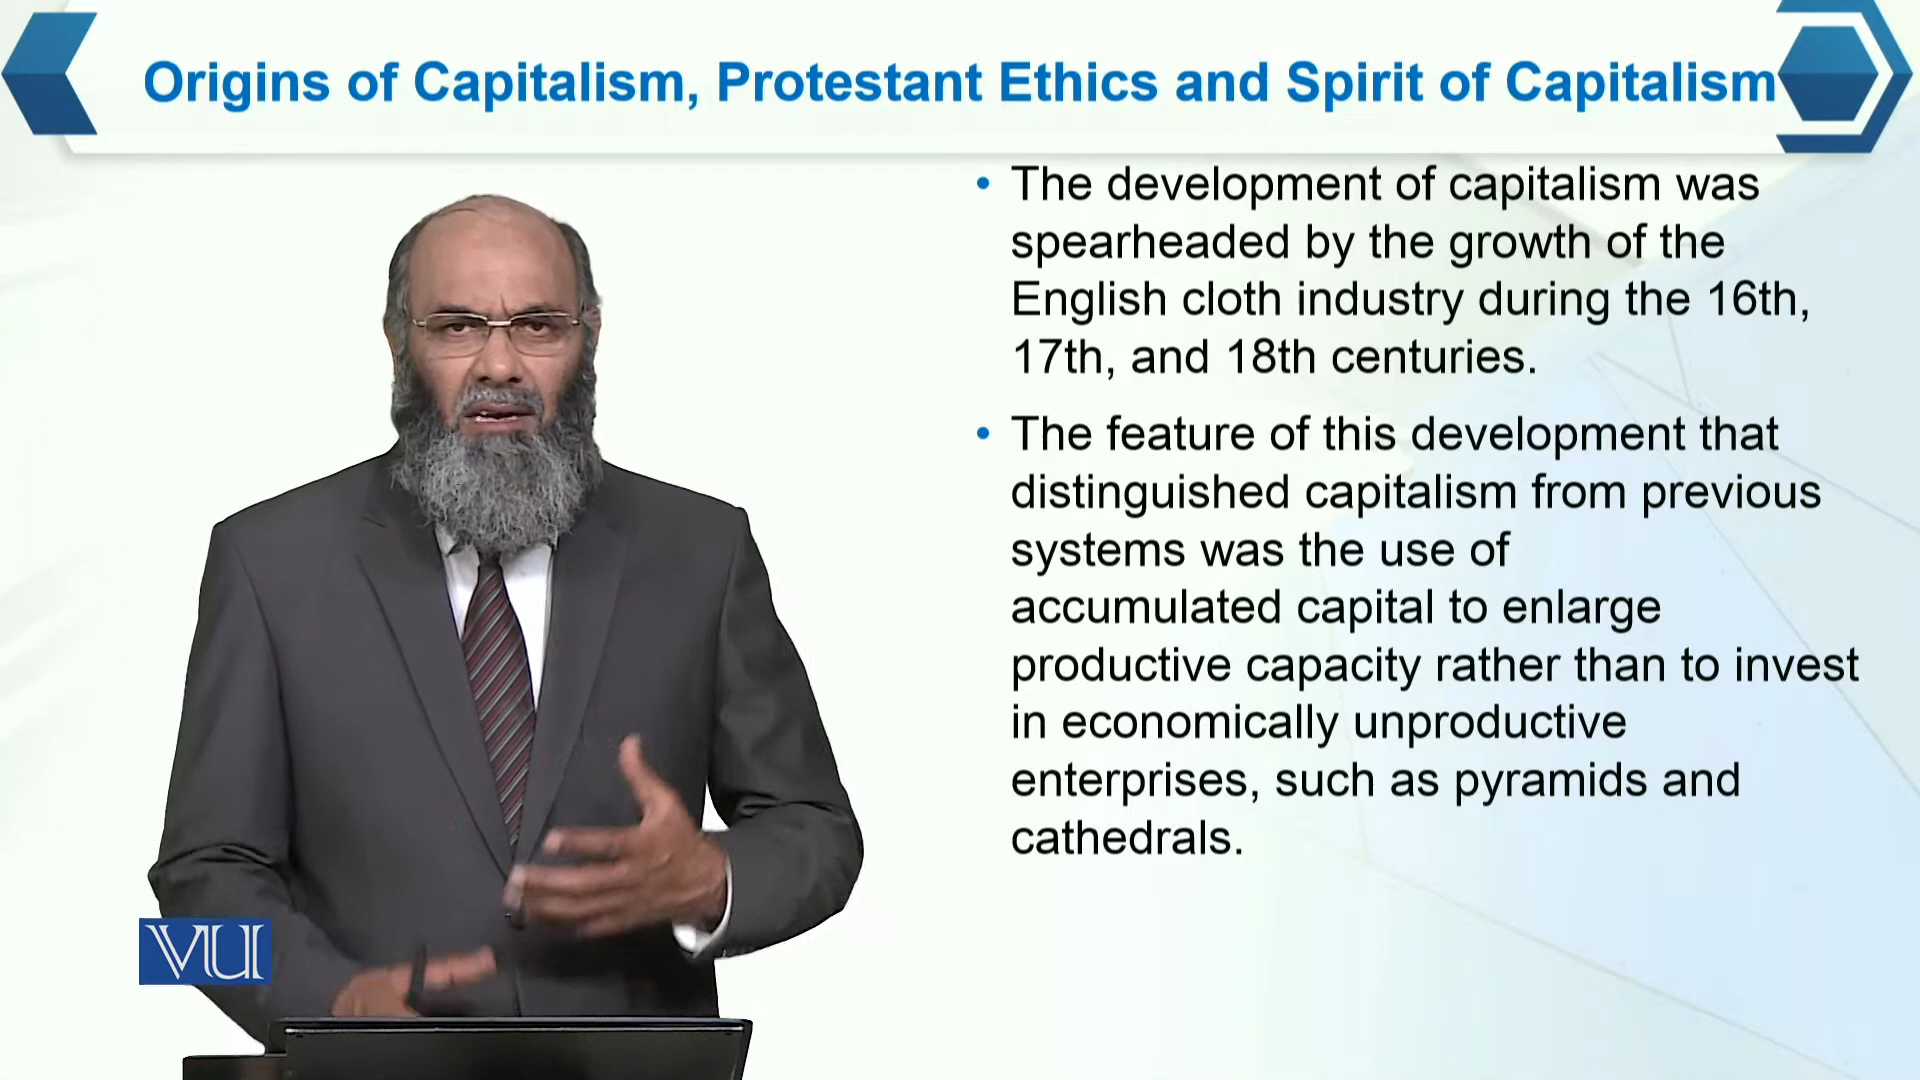 Origins of Capitalism, Protestant Ethics and Spirit of Capitalism
• The development of capitalism was
spearheaded by the growth of the
English cloth industry during the 16th,
17th, and 18th centuries.
• The feature of this development that
distinguished capitalism from previous
systems was the use of
accumulated capital to enlarge
productive capacity rather than to invest
in economically unproductive
enterprises, such as pyramids and
cathedrals.
VU